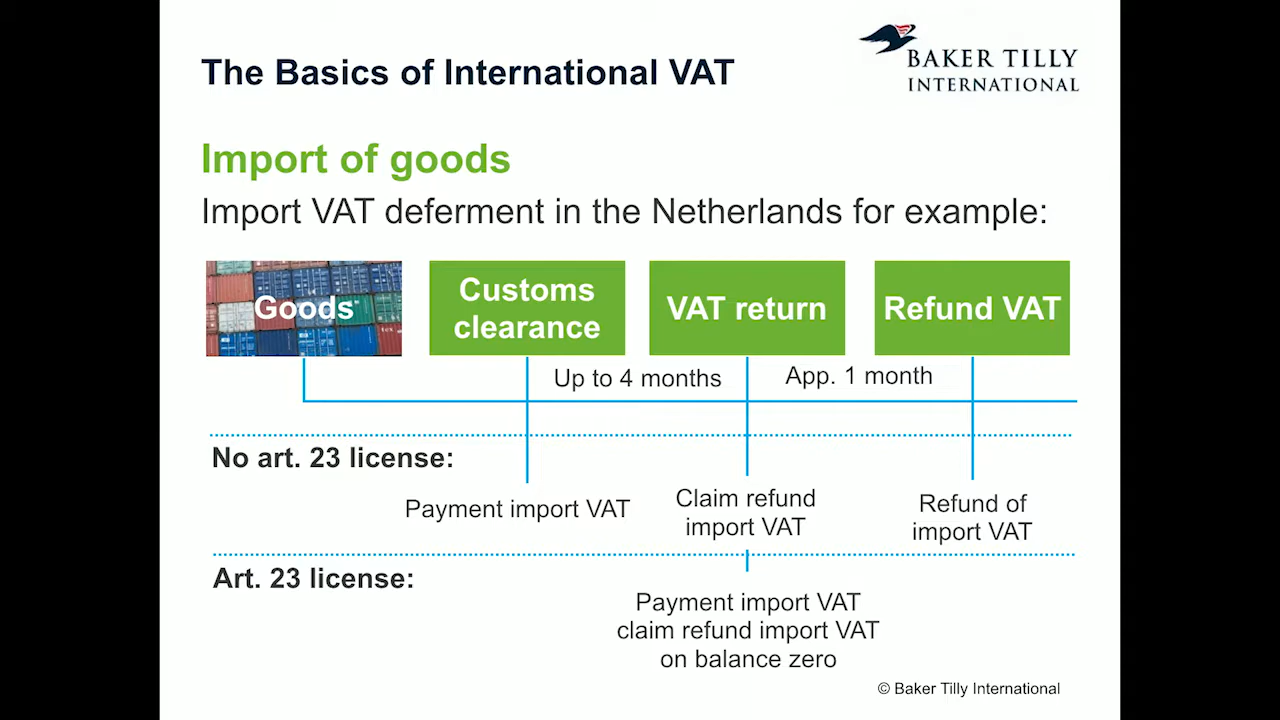 The Basics of International VAT
BAKER TILLY
INTERNATIONAL
Import of goods
Import VAT deferment in the Netherlands for example:
Goods
Customs
clearance
VAT return
Refund VAT
Up to 4 months
App. 1 month
No art. 23 license:
Payment import VAT
Claim refund
import VAT
Refund of
import VAT
Art. 23 license:
Payment import VAT
claim refund import VAT
on balance zero
© Baker Tilly International